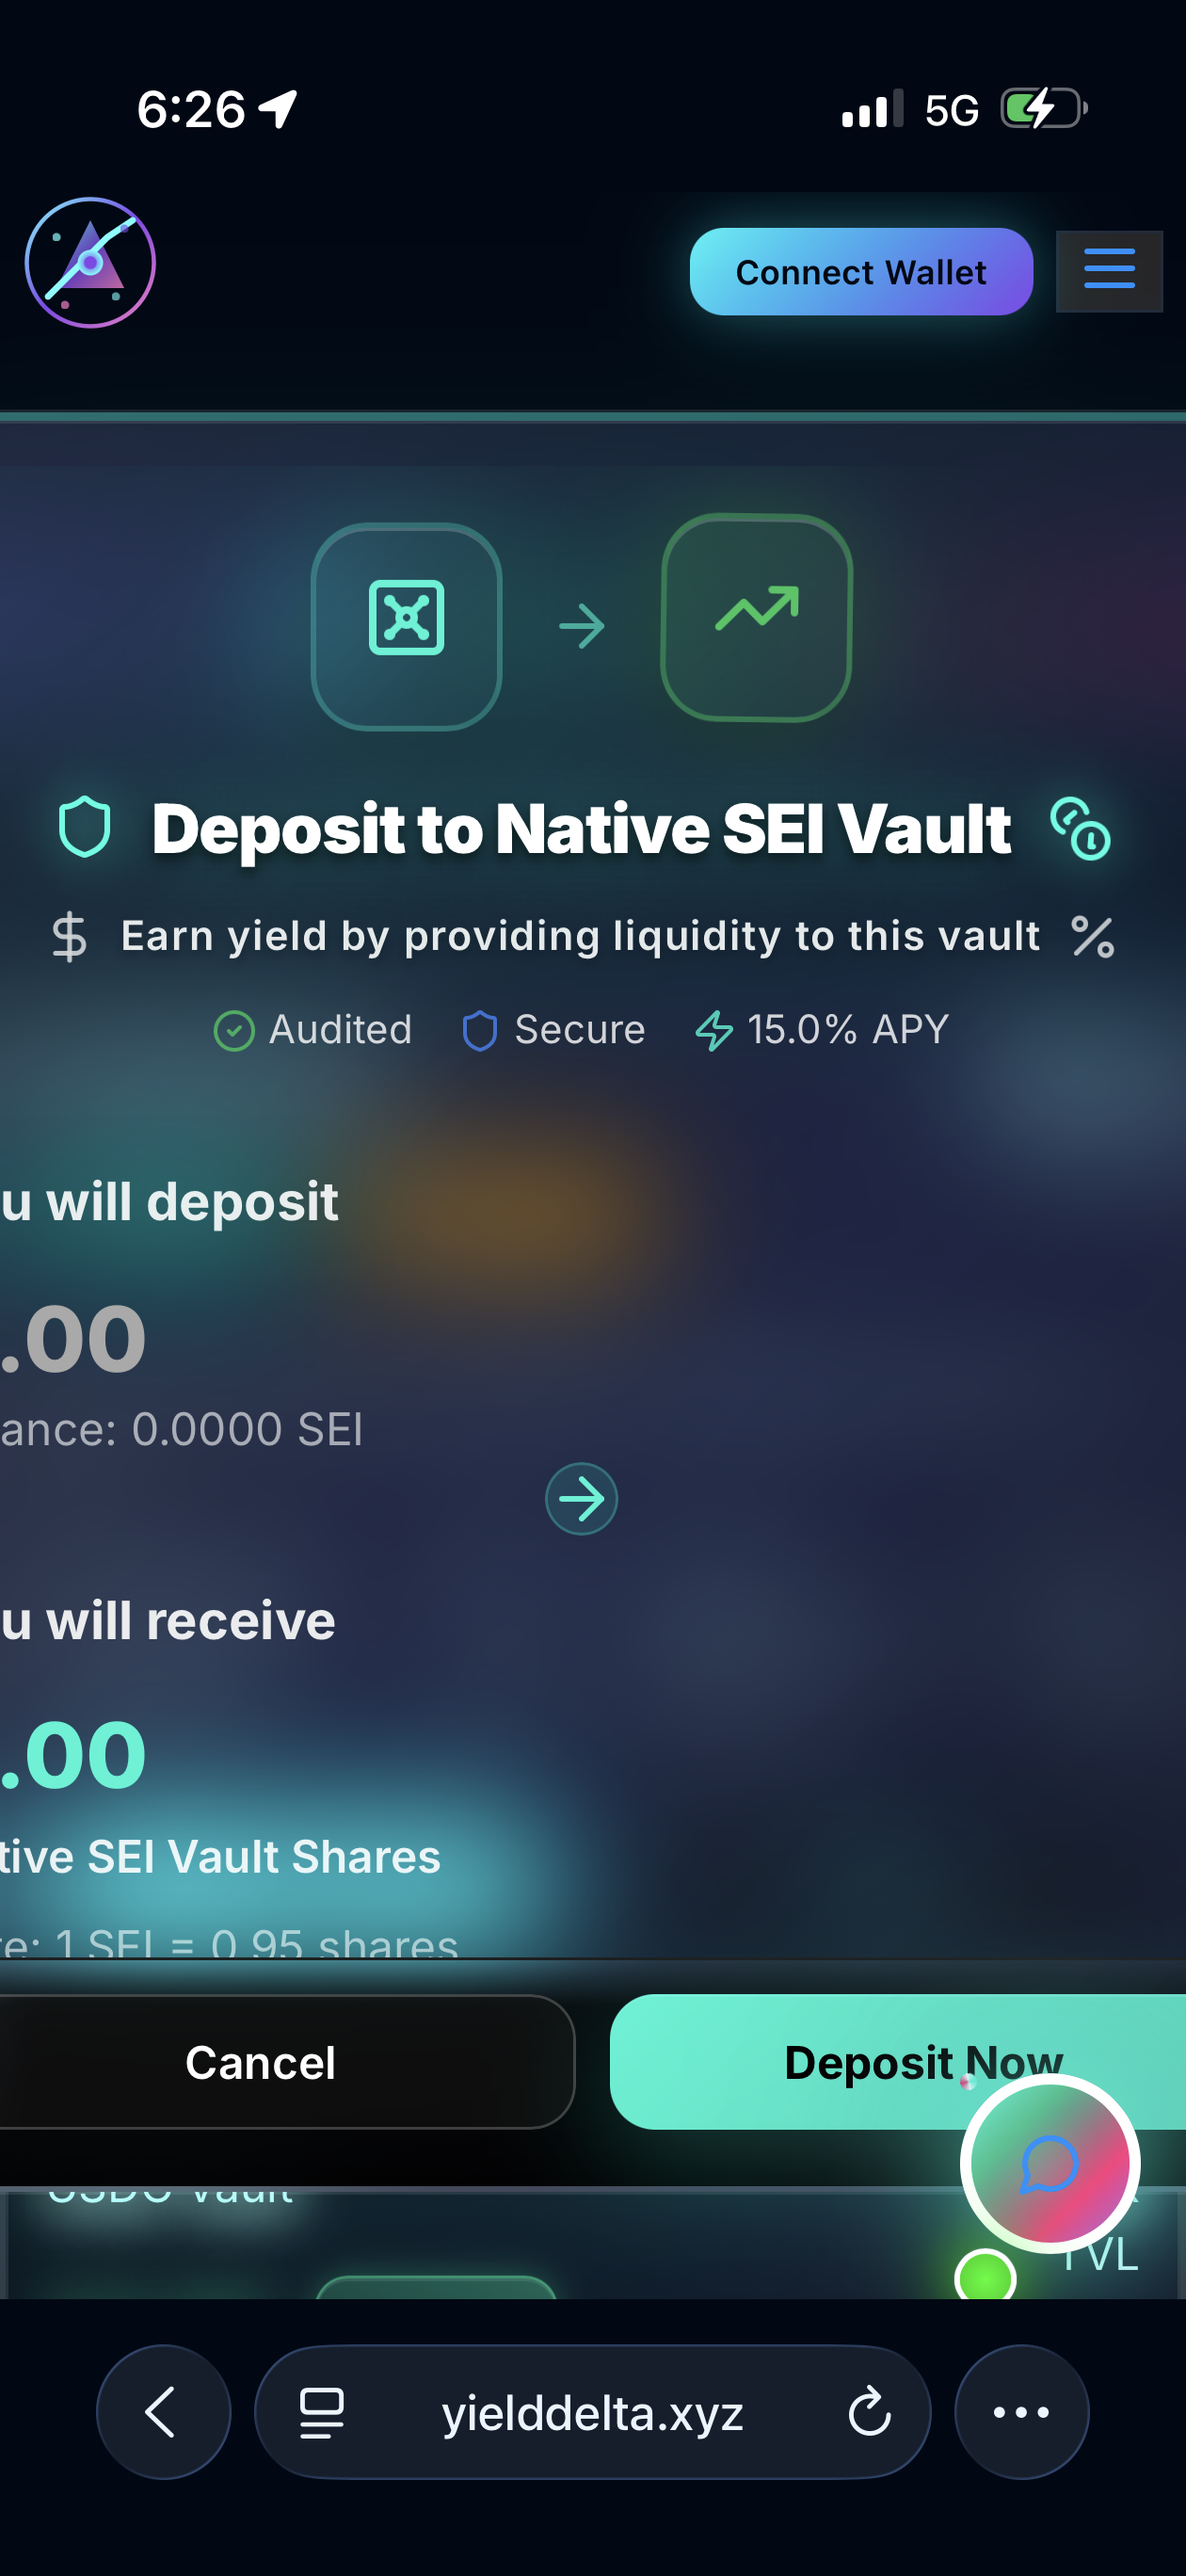 6:26
5G
Connect Wallet
Deposit to Native SEI Vault
$ Earn yield by providing liquidity to this vault %
Audited Secure 15.0% APY
u will deposit
.00
ance: 0.0000 SEI
u will receive
.00
tive SEI Vault Shares
re: 1 SEI = 0.95 shares
Cancel
Deposit Now
USDC Vault
TVL
yielddelta.xyz